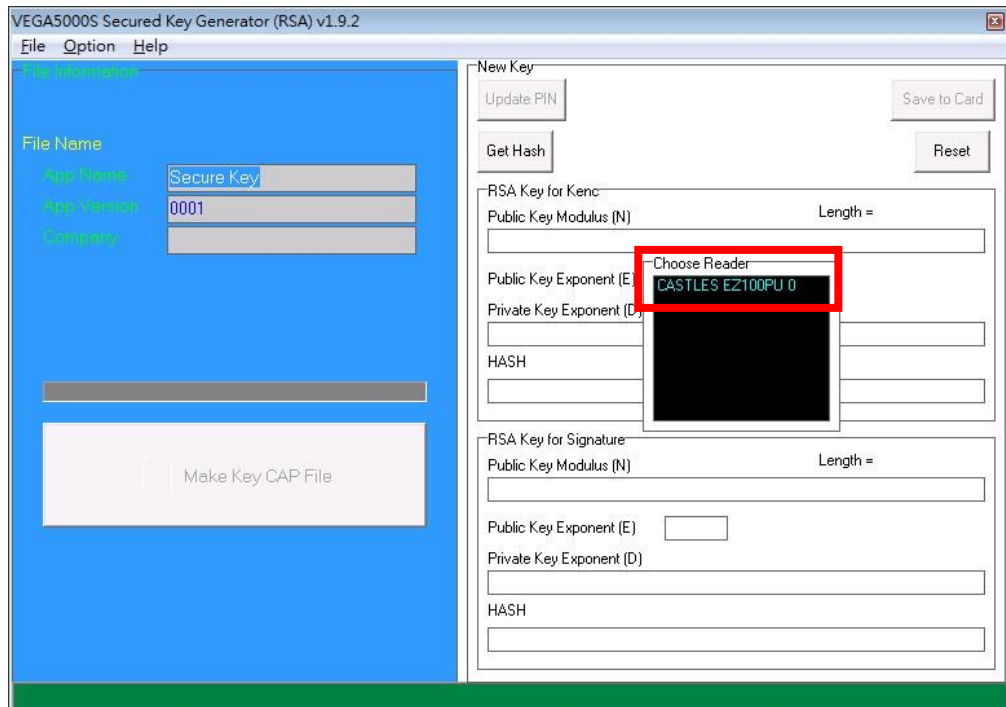 VEGA5000S Secured Key Generator (RSA) v1.9.2
File Option Help
File Information
File Name
App Name
Secure Key
App Version
0001
Company
Make Key CAP File
New Key
Update PIN
Save to Card
Get Hash
Reset
RSA Key for Kenc
Public Key Modulus (N)
Length =
Public Key Exponent (E)
Private Key Exponent (D)
HASH
Choose Reader
CASTLES EZ100PU 0
RSA Key for Signature
Public Key Modulus (N)
Length =
Public Key Exponent (E)
Private Key Exponent (D)
HASH